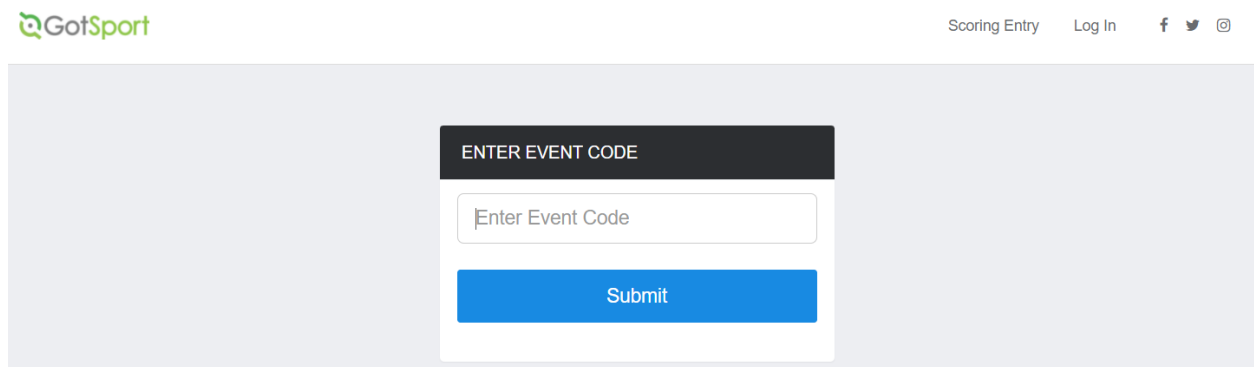 GotSport
Scoring Entry Log In
ENTER EVENT CODE
Enter Event Code
Submit